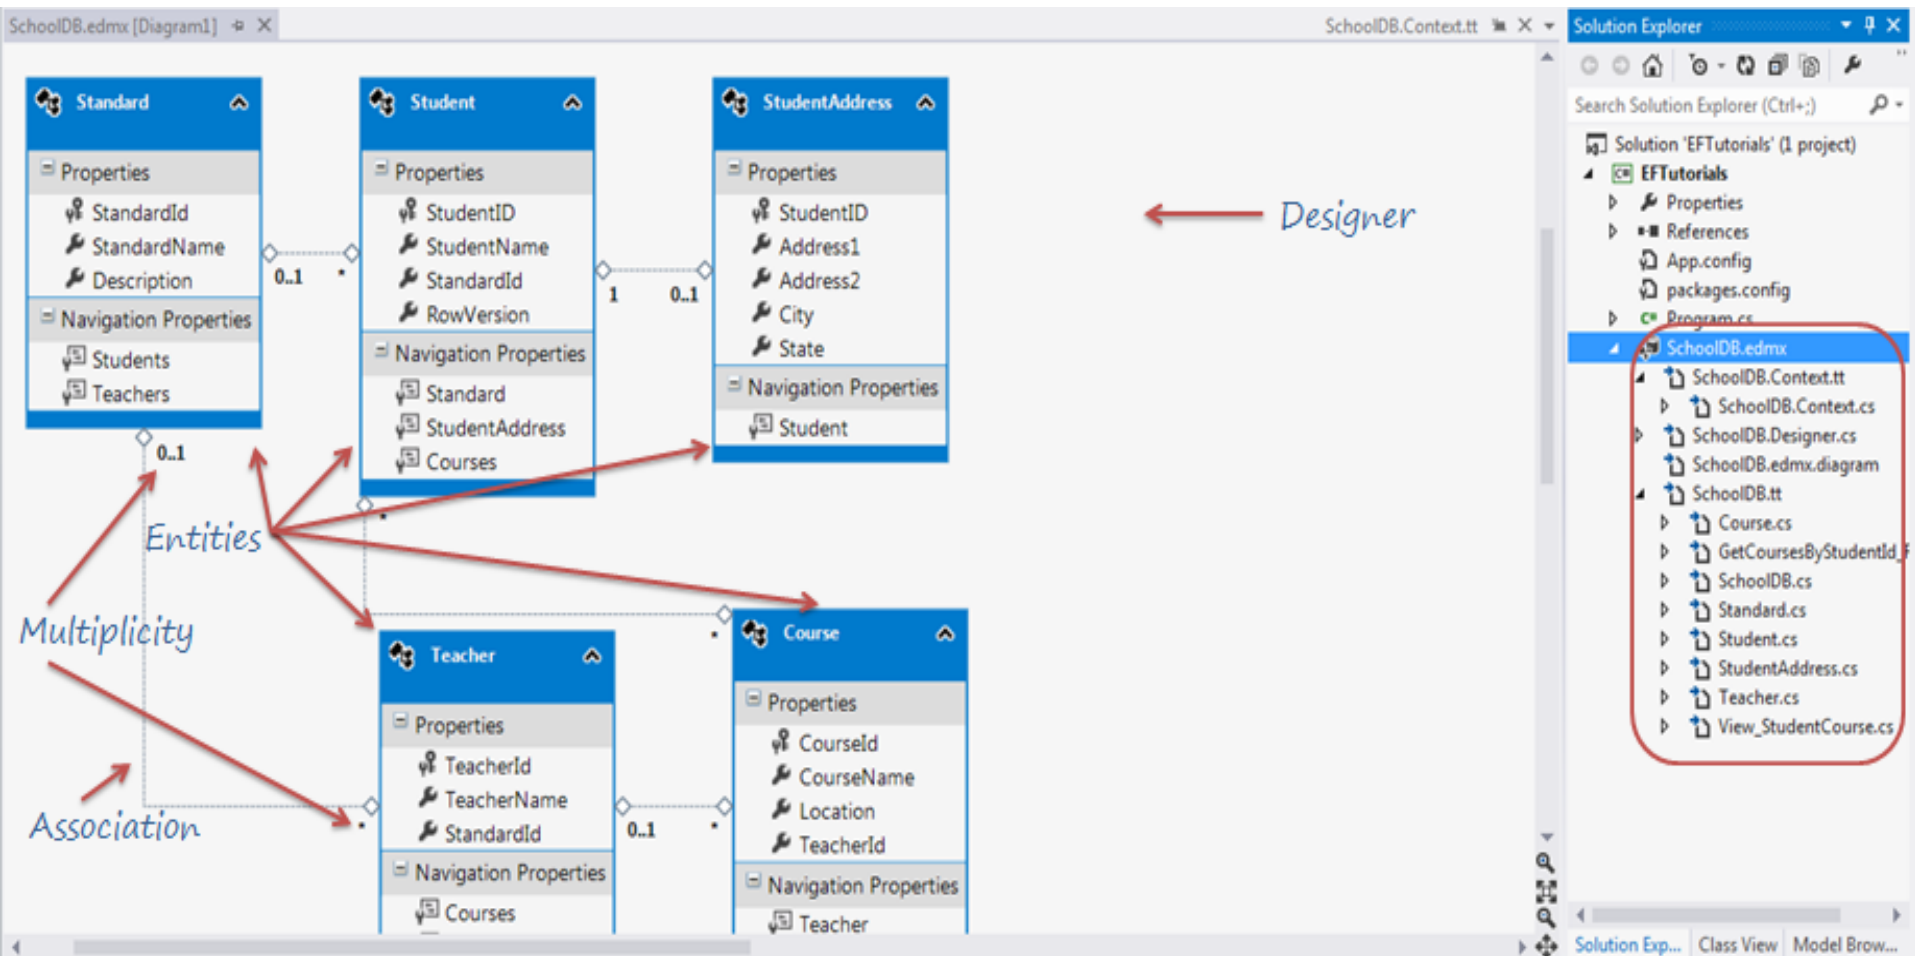 SchoolDB.edmx [Diagram1]
SchoolDB.Context.tt
Standard
Properties
StandardId
StandardName
Description
Navigation Properties
Students
Teachers
0..1
*
Student
Properties
StudentID
StudentName
StandardId
RowVersion
Navigation Properties
Standard
StudentAddress
Courses
1
0..1
StudentAddress
Properties
StudentID
Address1
Address2
City
State
Navigation Properties
Student
Designer
0..1
*
Entities
Multiplicity
Association
*
*
Teacher
Properties
TeacherId
TeacherName
StandardId
Navigation Properties
Courses
0..1
*
Course
Properties
CourseId
CourseName
Location
TeacherId
Navigation Properties
Teacher
Solution Explorer
Search Solution Explorer (Ctrl+;)
Solution 'EFTutorials' (1 project)
C# EFTutorials
Properties
References
App.config
packages.config
C# Program.cs
SchoolDB.edmx
SchoolDB.Context.tt
SchoolDB.Context.cs
SchoolDB.Designer.cs
SchoolDB.edmx.diagram
SchoolDB.tt
Course.cs
GetCoursesByStudentId_
SchoolDB.cs
Standard.cs
Student.cs
StudentAddress.cs
Teacher.cs
View_StudentCourse.cs
Solution Exp... Class View Model Brow...